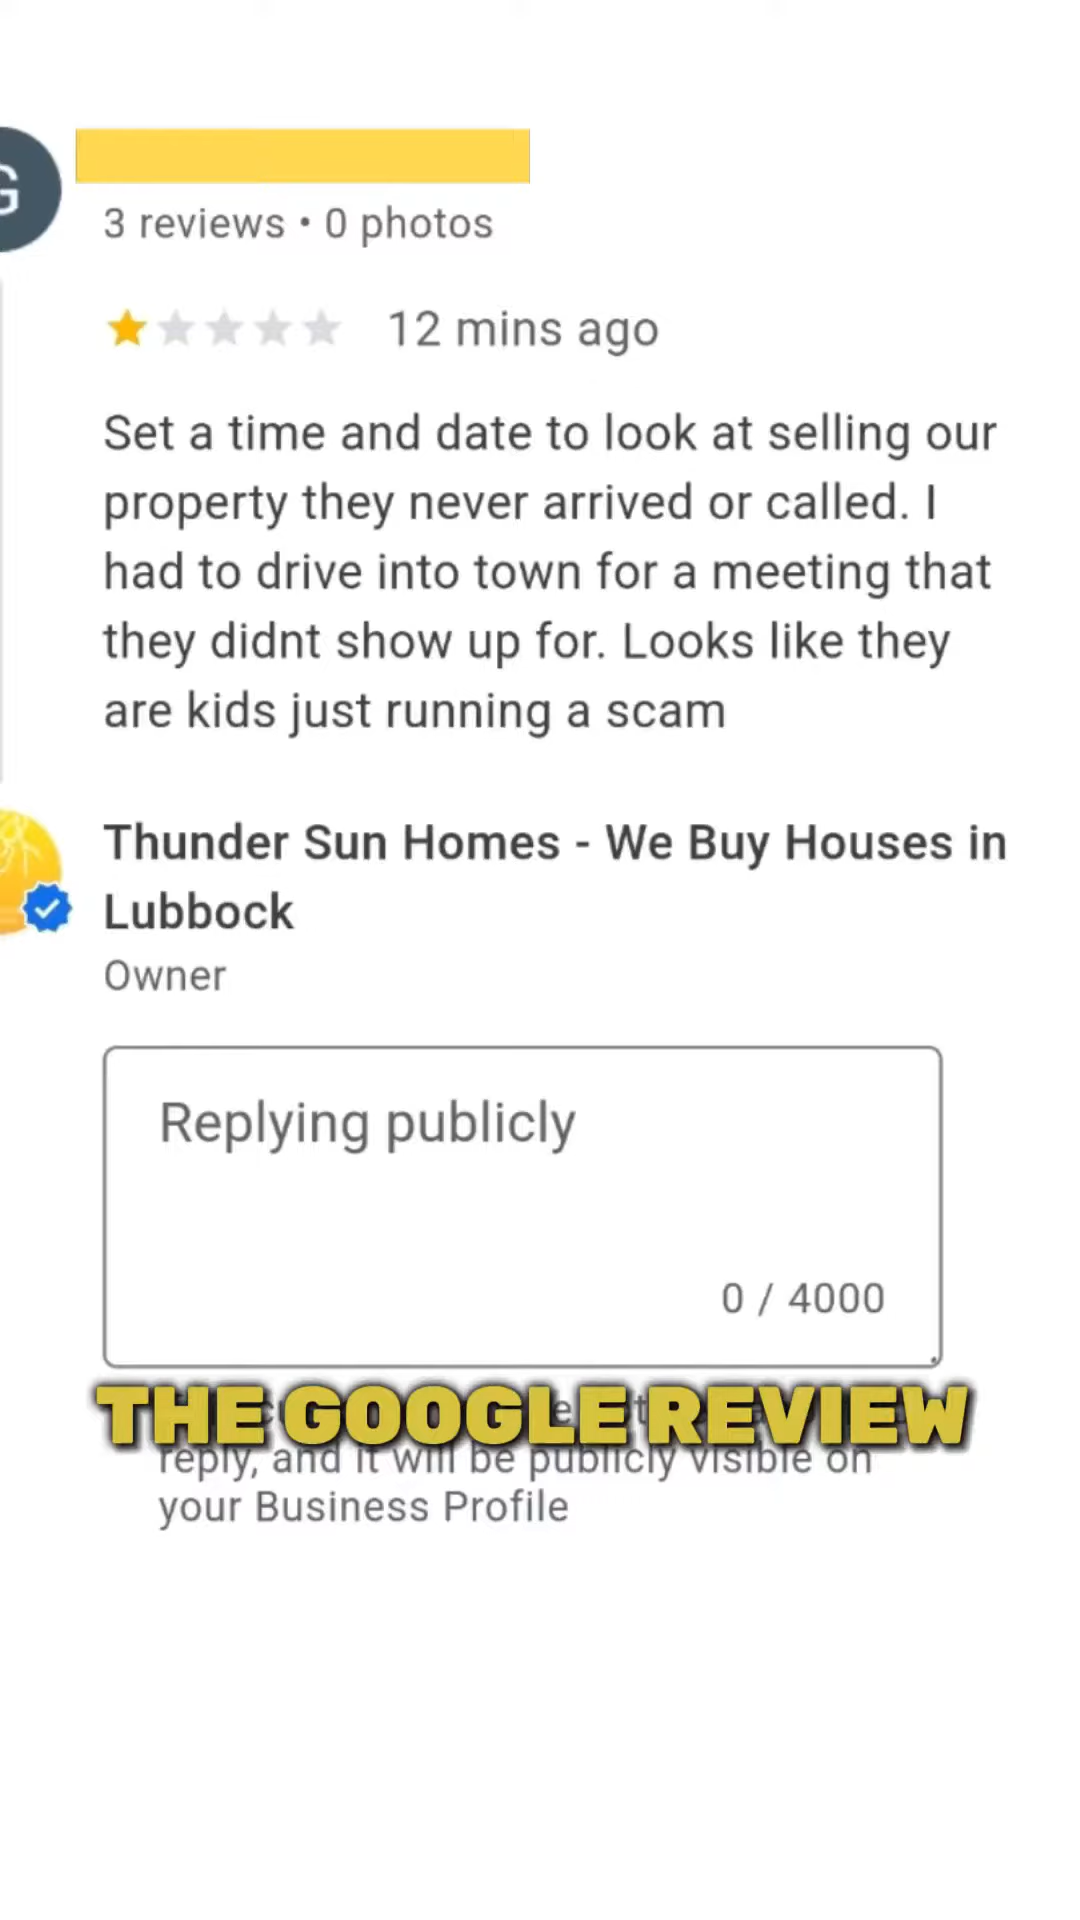 G
3 reviews • 0 photos
12 mins ago
Set a time and date to look at selling our
property they never arrived or called. I
had to drive into town for a meeting that
they didnt show up for. Looks like they
are kids just running a scam
Thunder Sun Homes - We Buy Houses in
Lubbock
Owner
Replying publicly
0 / 4000
THE GOOGLE REVIEW
reply, and it will be publicly visible on
your Business Profile